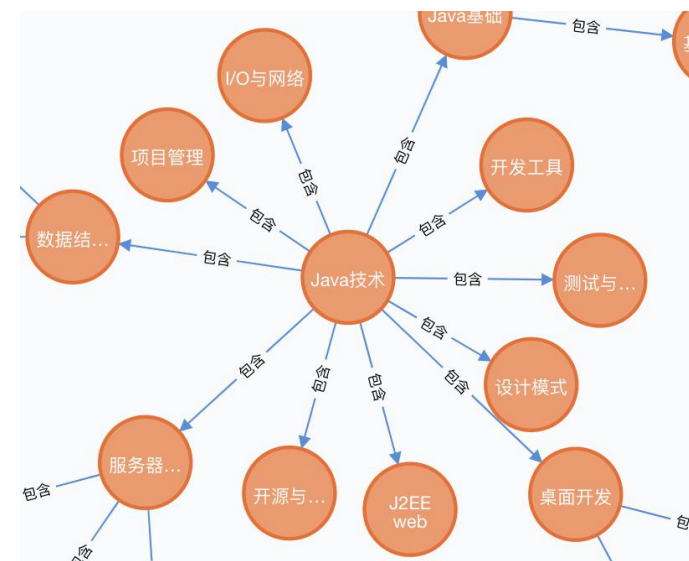 Java基础
包含
I/O与网络
包含
包含
项目管理
包含
开发工具
包含
包含
数据结…
包含
Java技术
包含
测试与…
包含
包含
设计模式
包含
包含
包含
服务器…
包含
开源与…
J2EE
web
桌面开发
包含